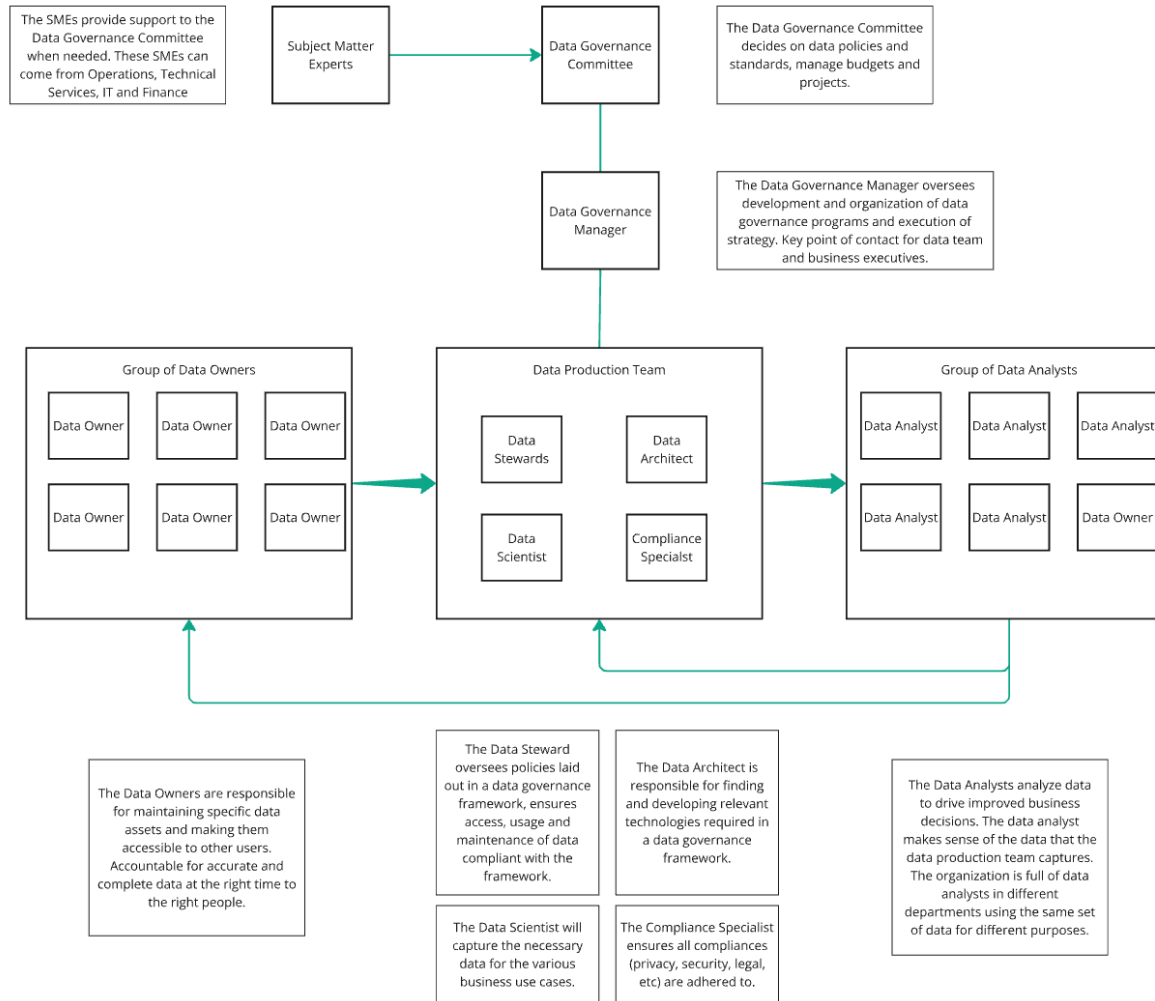 The SMEs provide support to the
Data Governance Committee
when needed. These SMEs can
come from Operations, Technical
Services, IT and Finance
Subject Matter
Experts
Data Governance
Committee
The Data Governance Committee
decides on data policies and
standards, manage budgets and
projects.
Data Governance
Manager
The Data Governance Manager oversees
development and organization of data
governance programs and execution of
strategy. Key point of contact for data team
and business executives.
Group of Data Owners
Data Owner
Data Owner
Data Owner
Data Owner
Data Owner
Data Owner
Data Production Team
Data
Stewards
Data
Architect
Data
Scientist
Compliance
Specialst
Group of Data Analysts
Data Analyst
Data Analyst
Data Analyst
Data Analyst
Data Analyst
Data Owner
The Data Owners are responsible
for maintaining specific data
assets and making them
accessible to other users.
Accountable for accurate and
complete data at the right time to
the right people.
The Data Steward
oversees policies laid
out in a data governance
framework, ensures
access, usage and
maintenance of data
compliant with the
framework.
The Data Architect is
responsible for finding
and developing relevant
technologies required in
a data governance
framework.
The Data Scientist will
capture the necessary
data for the various
business use cases.
The Compliance Specialist
ensures all compliances
(privacy, security, legal,
etc) are adhered to.
The Data Analysts analyze data
to drive improved business
decisions. The data analyst
makes sense of the data that
the data production team captures.
The organization is full of data
analysts in different
departments using the same set
of data for different purposes.